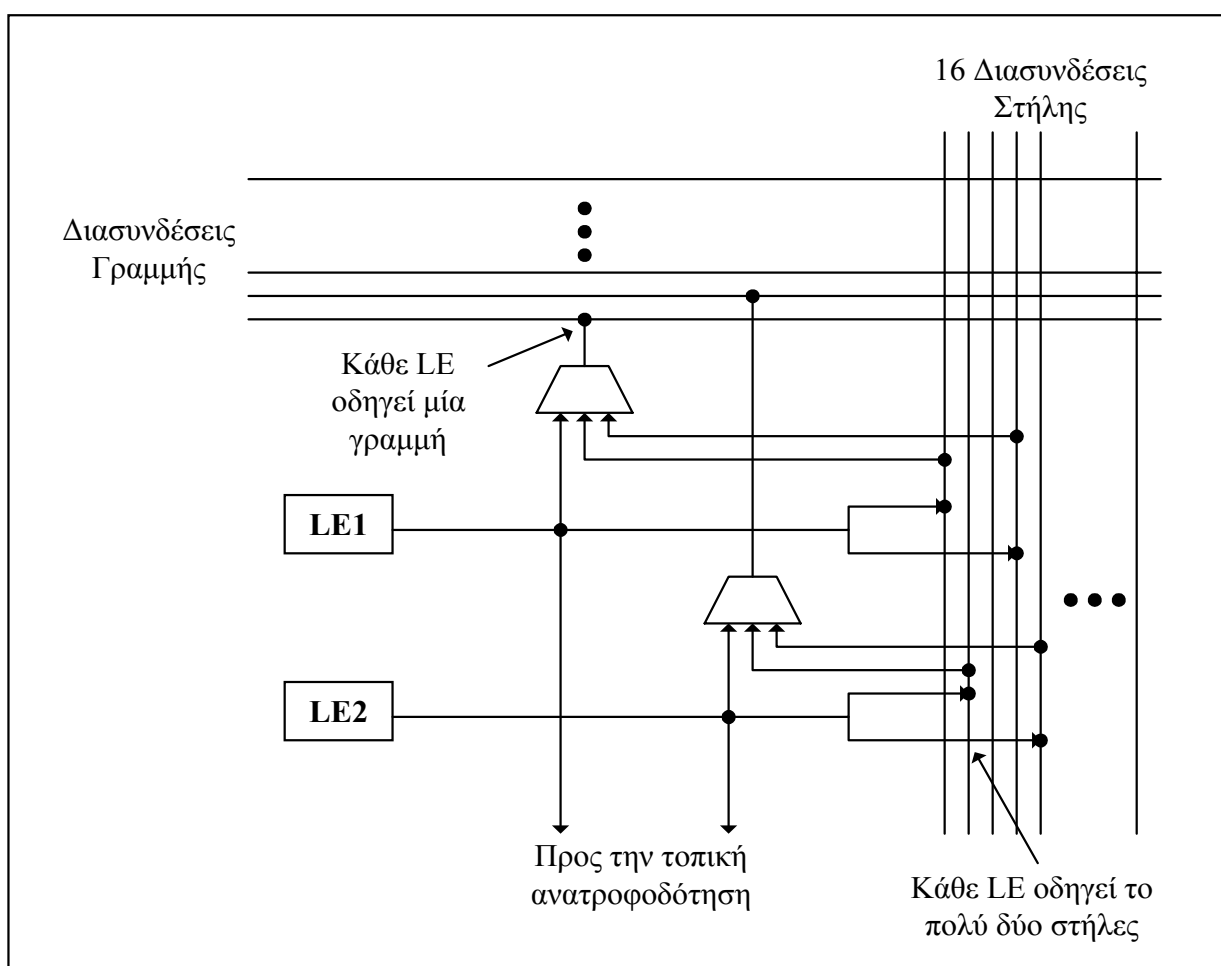 16 Διασυνδέσεις
Στήλης
Διασυνδέσεις
Γραμμής
Κάθε LE
οδηγεί μία
γραμμή
LE1
LE2
Προς την τοπική
ανατροφοδότηση
Κάθε LE οδηγεί το
πολύ δύο στήλες